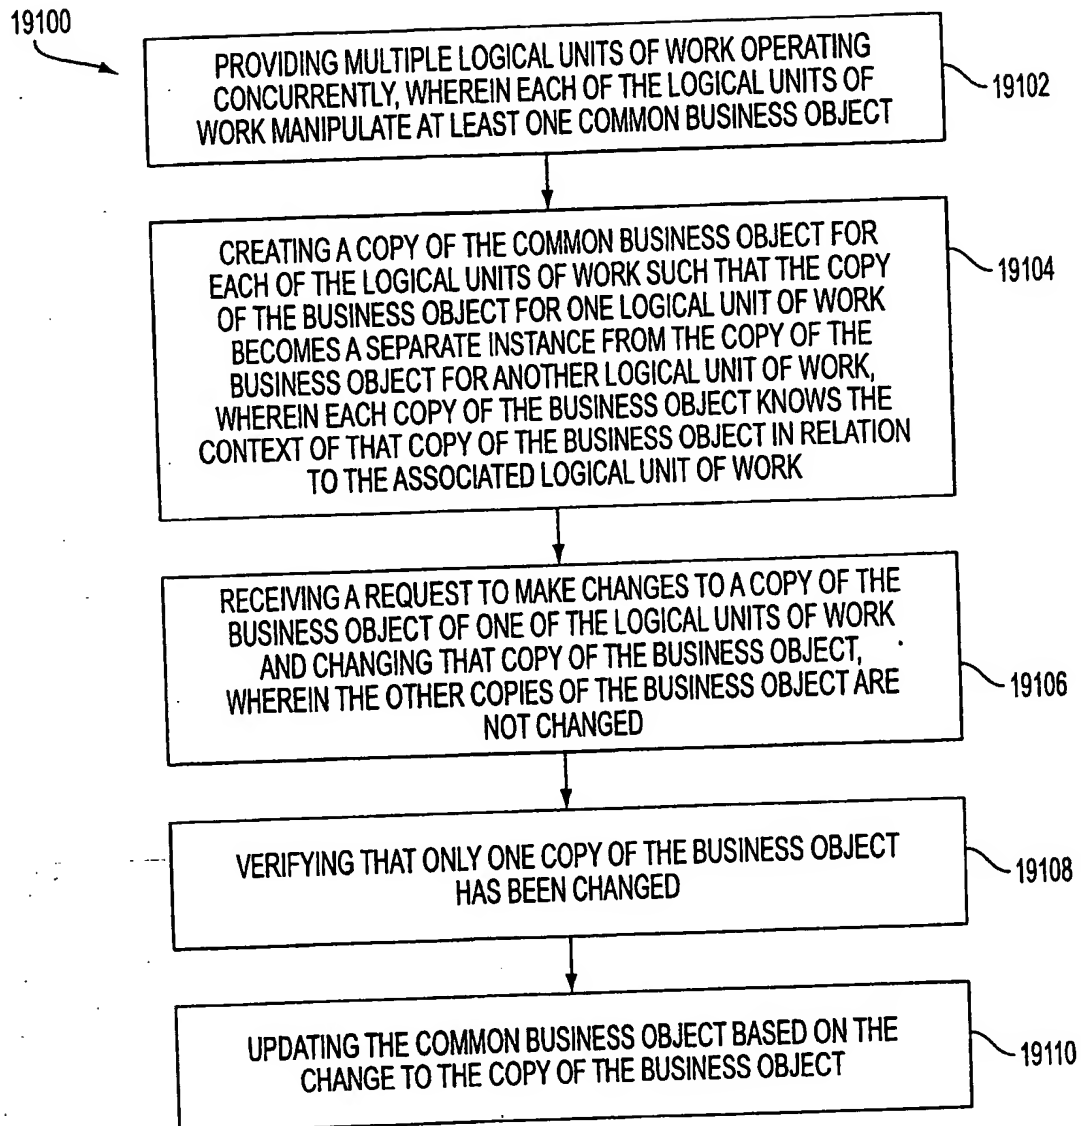 19100
PROVIDING MULTIPLE LOGICAL UNITS OF WORK OPERATING
CONCURRENTLY, WHEREIN EACH OF THE LOGICAL UNITS OF
WORK MANIPULATE AT LEAST ONE COMMON BUSINESS OBJECT
19102
CREATING A COPY OF THE COMMON BUSINESS OBJECT FOR
EACH OF THE LOGICAL UNITS OF WORK SUCH THAT THE COPY
OF THE BUSINESS OBJECT FOR ONE LOGICAL UNIT OF WORK
BECOMES A SEPARATE INSTANCE FROM THE COPY OF THE
BUSINESS OBJECT FOR ANOTHER LOGICAL UNIT OF WORK,
WHEREIN EACH COPY OF THE BUSINESS OBJECT KNOWS THE
CONTEXT OF THAT COPY OF THE BUSINESS OBJECT IN RELATION
TO THE ASSOCIATED LOGICAL UNIT OF WORK
19104
RECEIVING A REQUEST TO MAKE CHANGES TO A COPY OF THE
BUSINESS OBJECT OF ONE OF THE LOGICAL UNITS OF WORK
AND CHANGING THAT COPY OF THE BUSINESS OBJECT,
WHEREIN THE OTHER COPIES OF THE BUSINESS OBJECT ARE
NOT CHANGED
19106
VERIFYING THAT ONLY ONE COPY OF THE BUSINESS OBJECT
HAS BEEN CHANGED
19108
UPDATING THE COMMON BUSINESS OBJECT BASED ON THE
CHANGE TO THE COPY OF THE BUSINESS OBJECT
19110